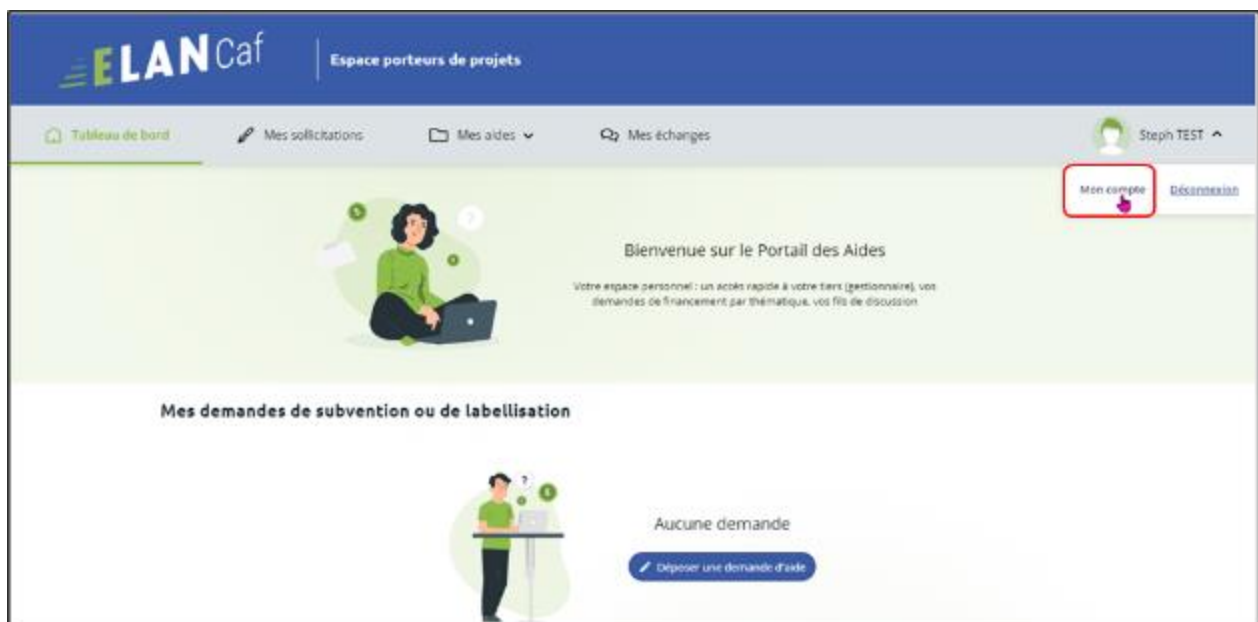 ELAN Caf
Espace porteurs de projets
Tableau de bord
Mes sollicitations
Mes aides
Mes échanges
Steph TEST
Mon compte
Déconnexion
Bienvenue sur le Portail des Aides
Votre espace personnel : un accès rapide à votre tiers (gestionnaire), vos
demandes de financement par thématique, vos fils de discussion
Mes demandes de subvention ou de labellisation
Aucune demande
Déposer une demande d'aide